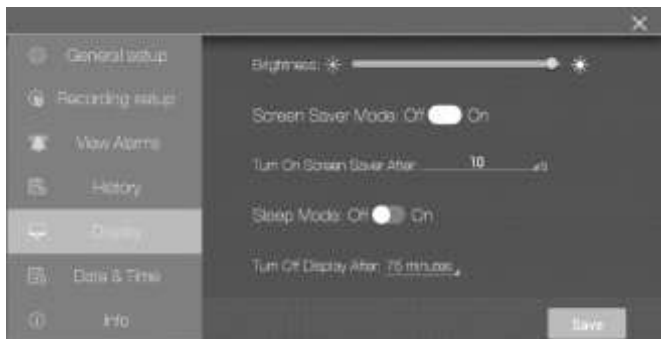 General setup
Recording setup
View Alarms
History
Display
Date & Time
Info
Brightness:
Screen Saver Mode: Off On
Turn On Screen Saver After: 10
Sleep Mode: Off On
Turn Off Display After: 75 minutes
Save